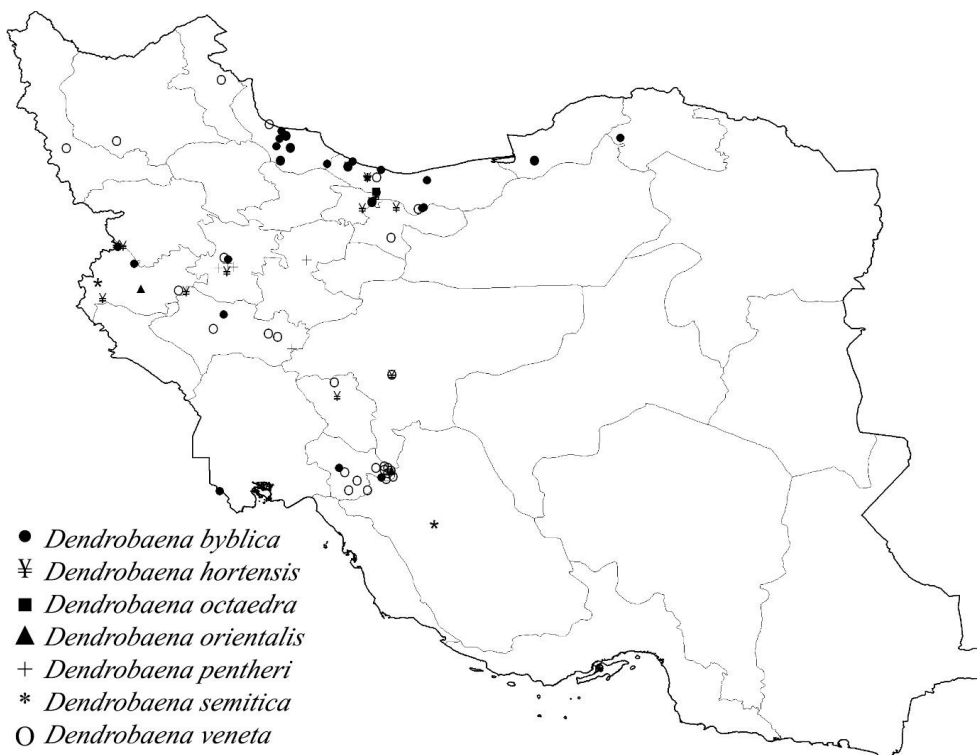 ● Dendrobaena byblica
¥ Dendrobaena hortensis
■ Dendrobaena octaedra
▲ Dendrobaena orientalis
+ Dendrobaena pentheri
* Dendrobaena semitica
O Dendrobaena veneta